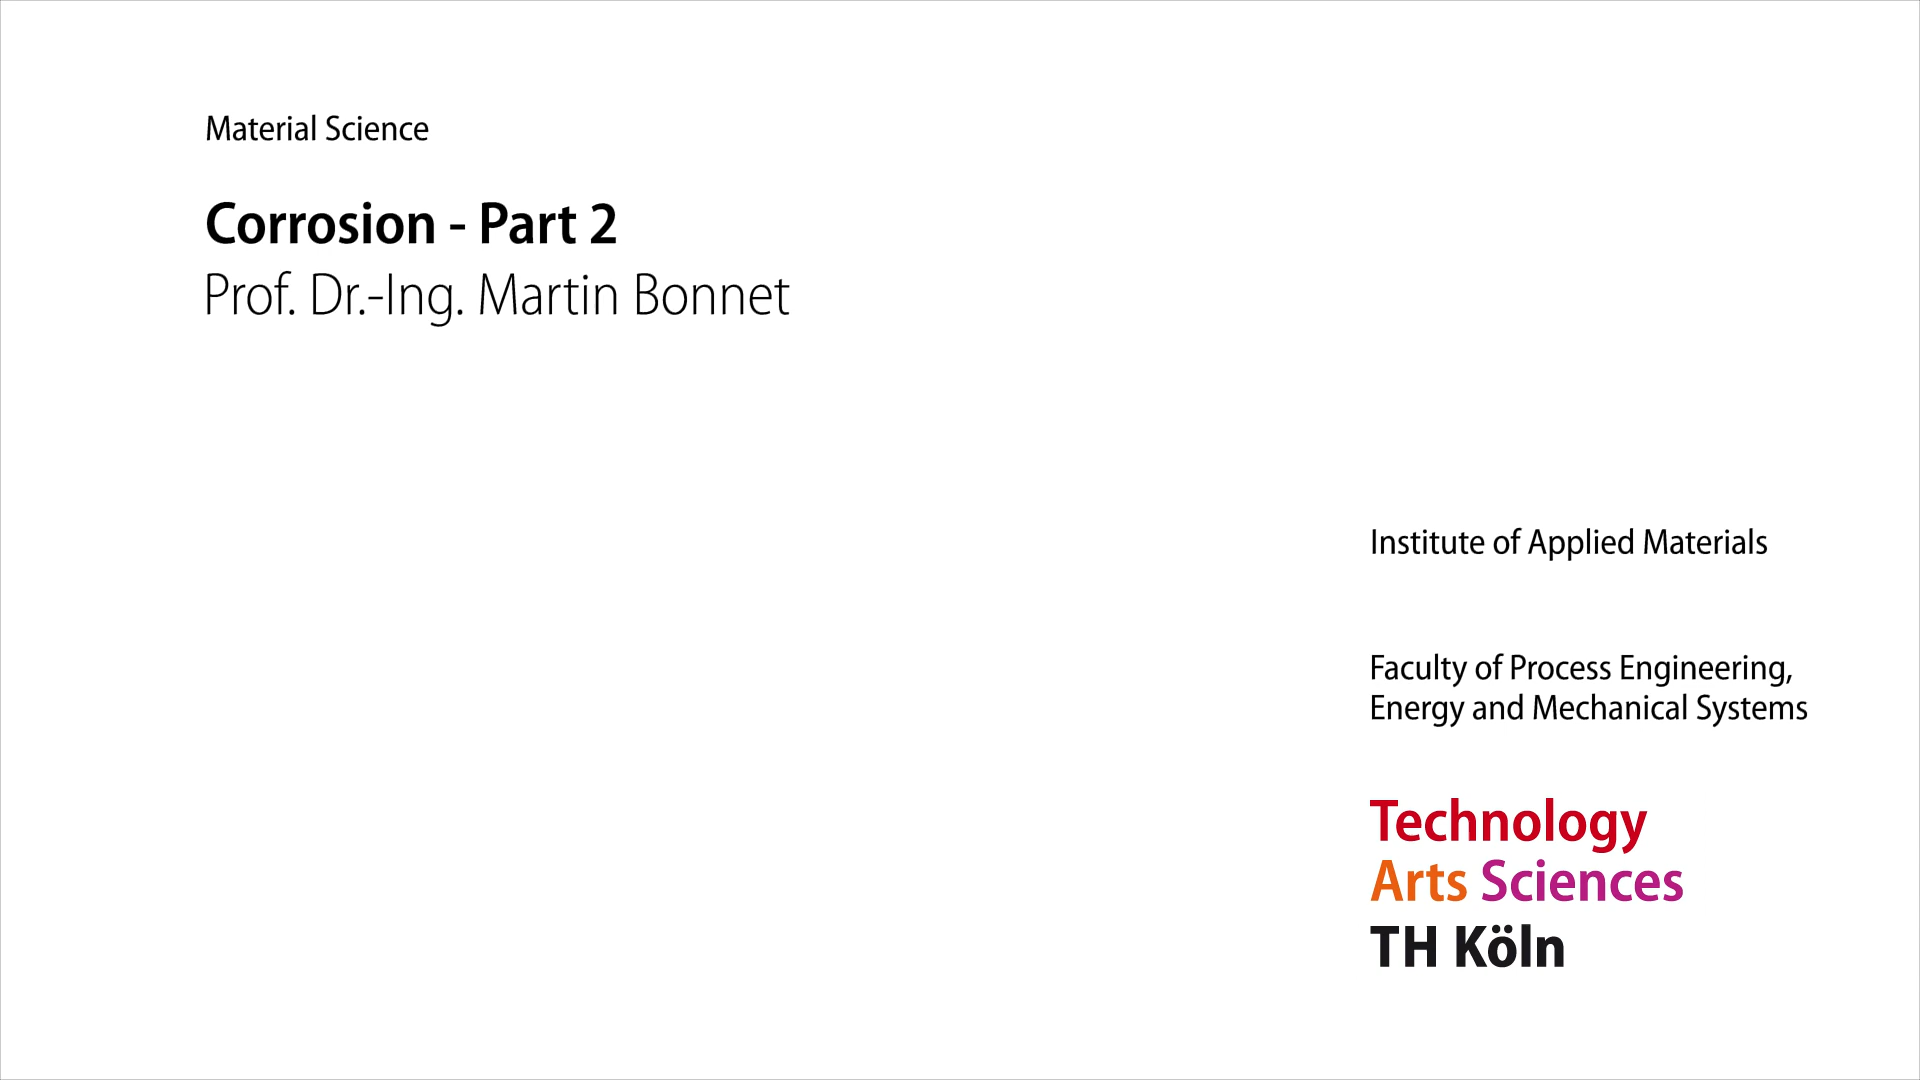 Material Science
Corrosion - Part 2
Prof. Dr.-Ing. Martin Bonnet
Institute of Applied Materials
Faculty of Process Engineering,
Energy and Mechanical Systems
Technology
Arts Sciences
TH Köln